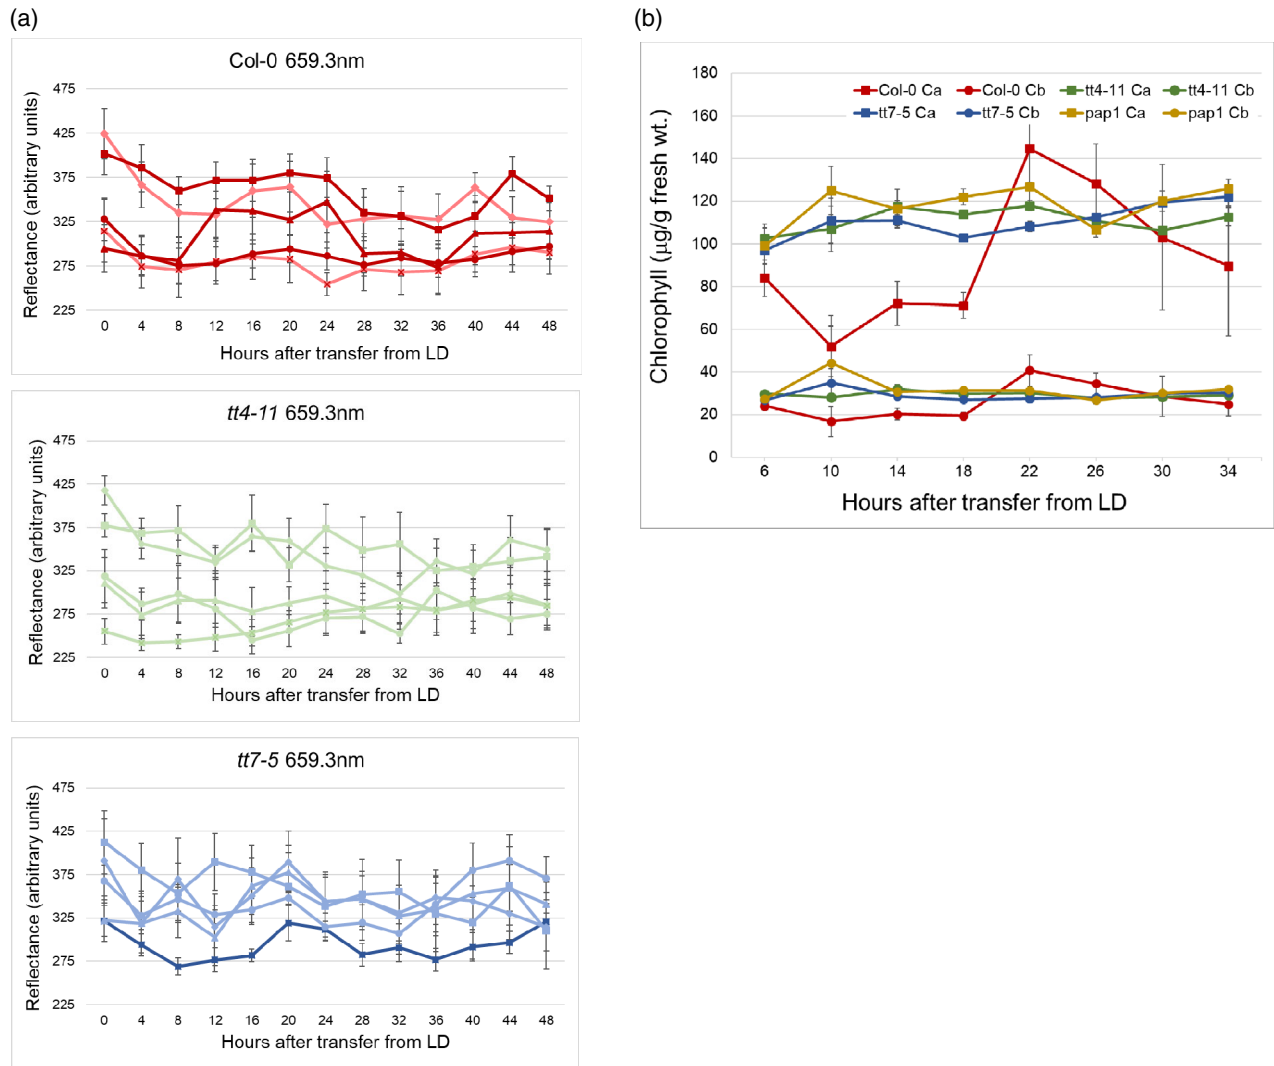 (a)
Col-0 659.3nm
Reflectance (arbitrary units)
475
425
375
325
275
225
0 4 8 12 16 20 24 28 32 36 40 44 48
Hours after transfer from LD
tt4-11 659.3nm
Reflectance (arbitrary units)
475
425
375
325
275
225
0 4 8 12 16 20 24 28 32 36 40 44 48
Hours after transfer from LD
tt7-5 659.3nm
Reflectance (arbitrary units)
475
425
375
325
275
225
0 4 8 12 16 20 24 28 32 36 40 44 48
Hours after transfer from LD
(b)
Chlorophyll (μg/g fresh wt.)
180
160
140
120
100
80
60
40
20
0
Col-0 Ca Col-0 Cb tt4-11 Ca tt4-11 Cb
tt7-5 Ca tt7-5 Cb pap1 Ca pap1 Cb
6 10 14 18 22 26 30 34
Hours after transfer from LD